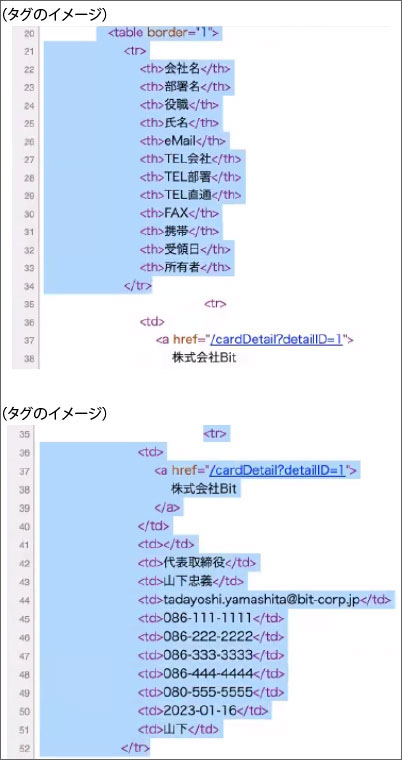 (タグのイメージ)
20 <table border="1">
21 <tr>
22 <th>会社名</th>
23 <th>部署名</th>
24 <th>役職</th>
25 <th>氏名</th>
26 <th>eMail</th>
27 <th>TEL会社</th>
28 <th>TEL部署</th>
29 <th>TEL直通</th>
30 <th>FAX</th>
31 <th>携帯</th>
32 <th>受領日</th>
33 <th>所有者</th>
34 </tr>
35 <tr>
36 <td>
37 <a href="/cardDetail?detailID=1">
38 株式会社Bit
(タグのイメージ)
35 <tr>
36 <td>
37 <a href="/cardDetail?detailID=1">
38 株式会社Bit
39 </a>
40 </td>
41 <td></td>
42 <td>代表取締役</td>
43 <td>山下忠義</td>
44 <td>tadayoshi.yamashita@bit-corp.jp</td>
45 <td>086-111-1111</td>
46 <td>086-222-2222</td>
47 <td>086-333-3333</td>
48 <td>086-444-4444</td>
49 <td>080-555-5555</td>
50 <td>2023-01-16</td>
51 <td>山下</td>
52 </tr>